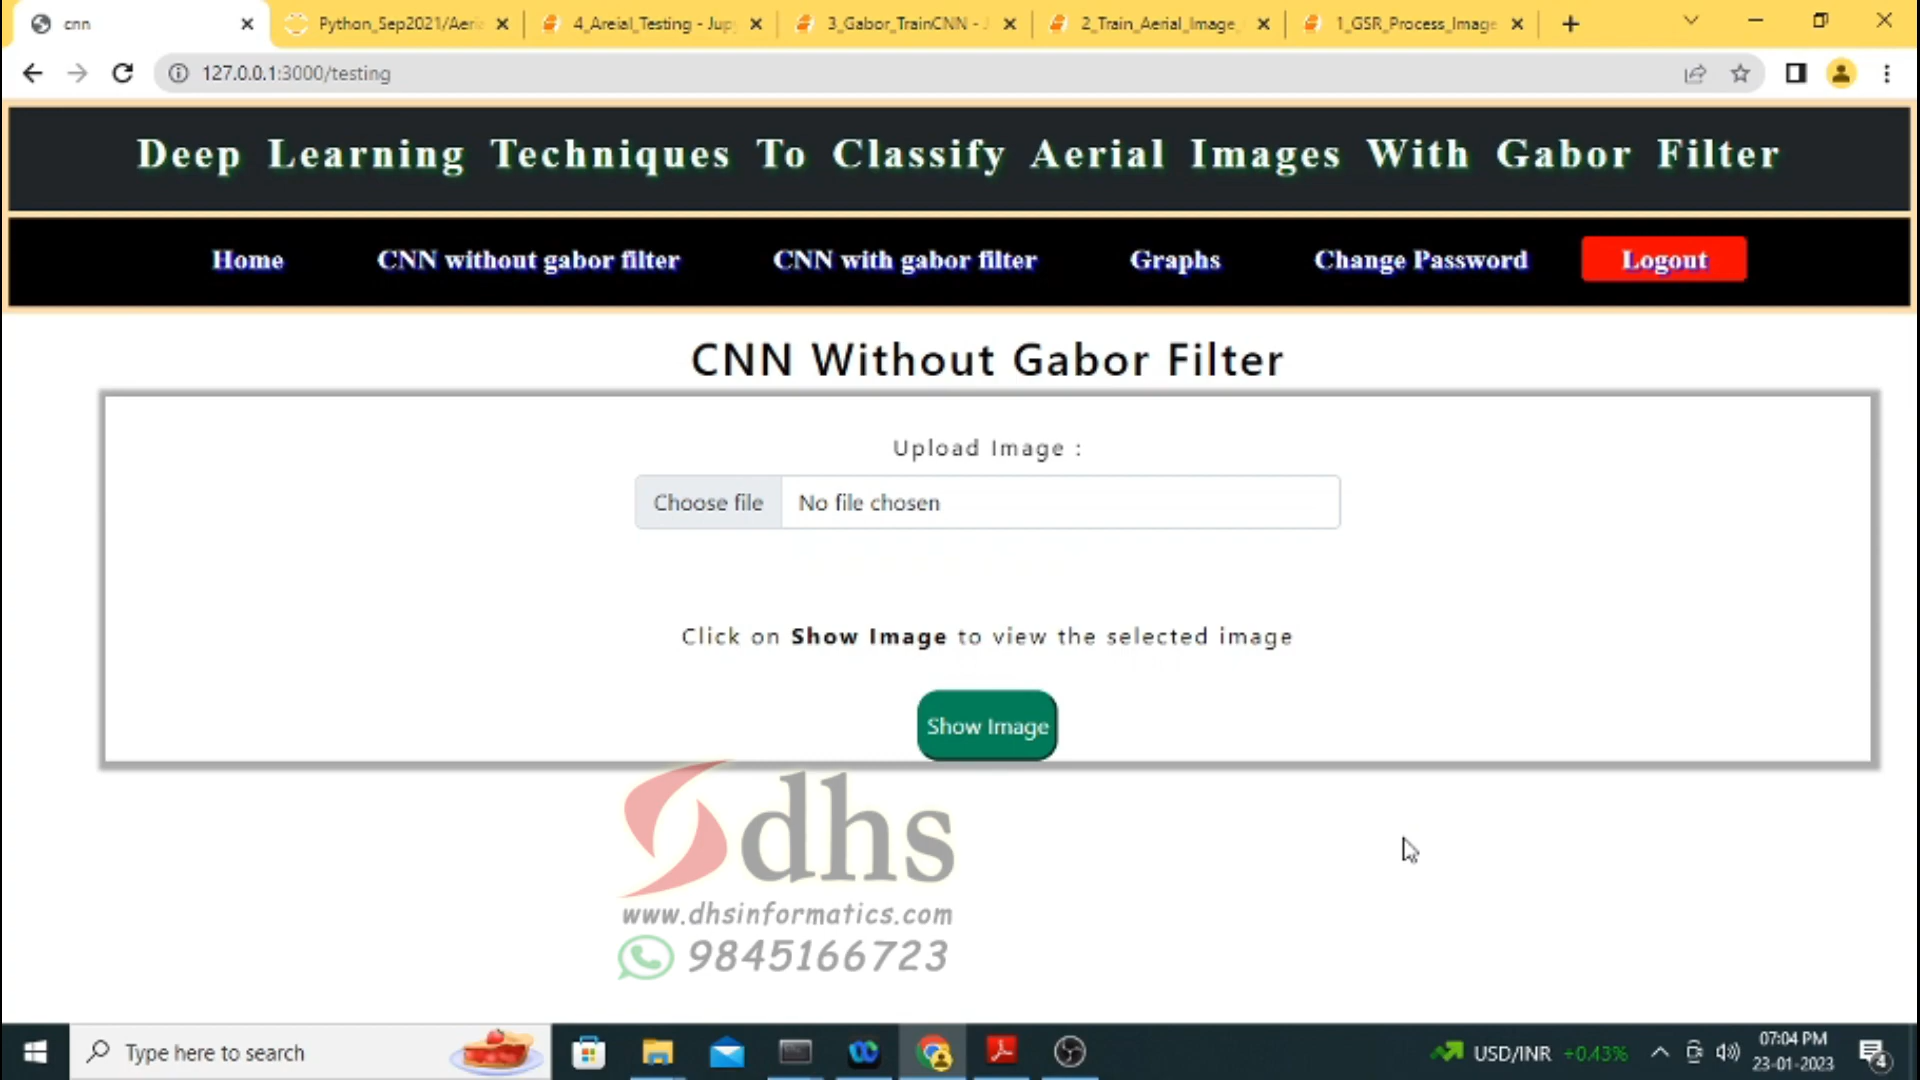 cnn
Python_Sep2021/Aeri
4_Areial_Testing - Jup
3_Gabor_TrainCNN - J
2_Train_Aerial_Image_
1_GSR_Process_Image
127.0.0.1:3000/testing
Deep Learning Techniques To Classify Aerial Images With Gabor Filter
Home CNN without gabor filter CNN with gabor filter Graphs Change Password Logout
CNN Without Gabor Filter
Upload Image :
Choose file No file chosen
Click on Show Image to view the selected image
Show Image
dhs
www.dhsinformatics.com
9845166723
Type here to search
USD/INR +0.43%
07:04 PM
23-01-2023
4